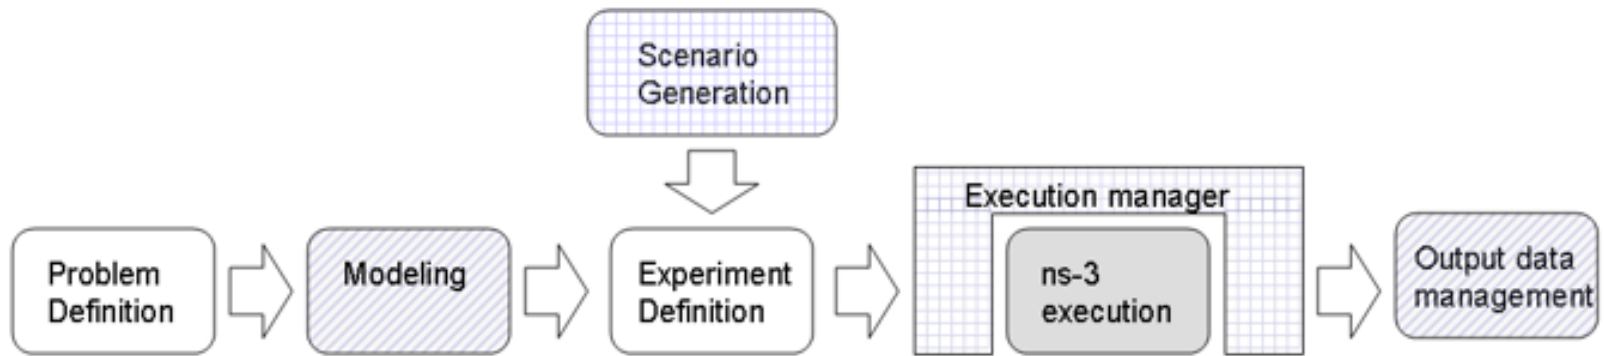 Scenario
Generation
Execution manager
Problem
Definition
Modeling
Experiment
Definition
ns-3
execution
Output data
management